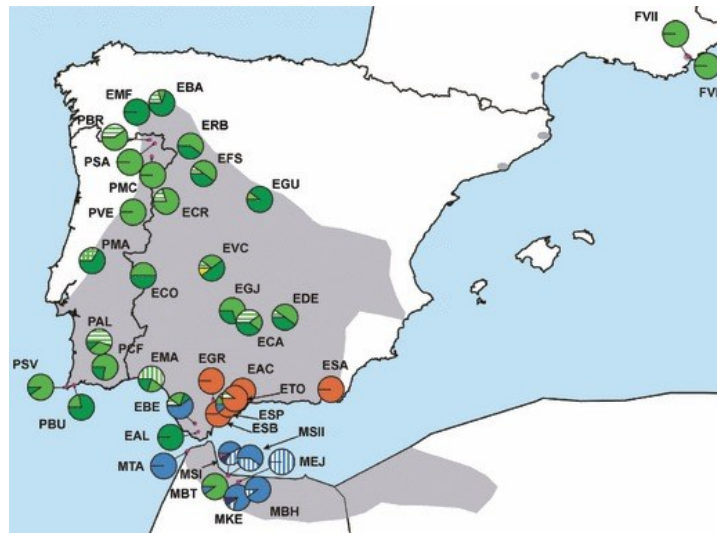 FVII
FVI
EBA
EMF
PBR
ERB
PSA
EFS
PMC
EGU
ECR
PVE
PMA
EVC
ECO
EGJ
EDE
ECA
PAL
PCF
EMA
EGR
EAC
ESA
PSV
ETO
EBE
ESP
PBU
ESB
EAL
MSII
MSI
MEJ
MTA
MBT
MBH
MKE